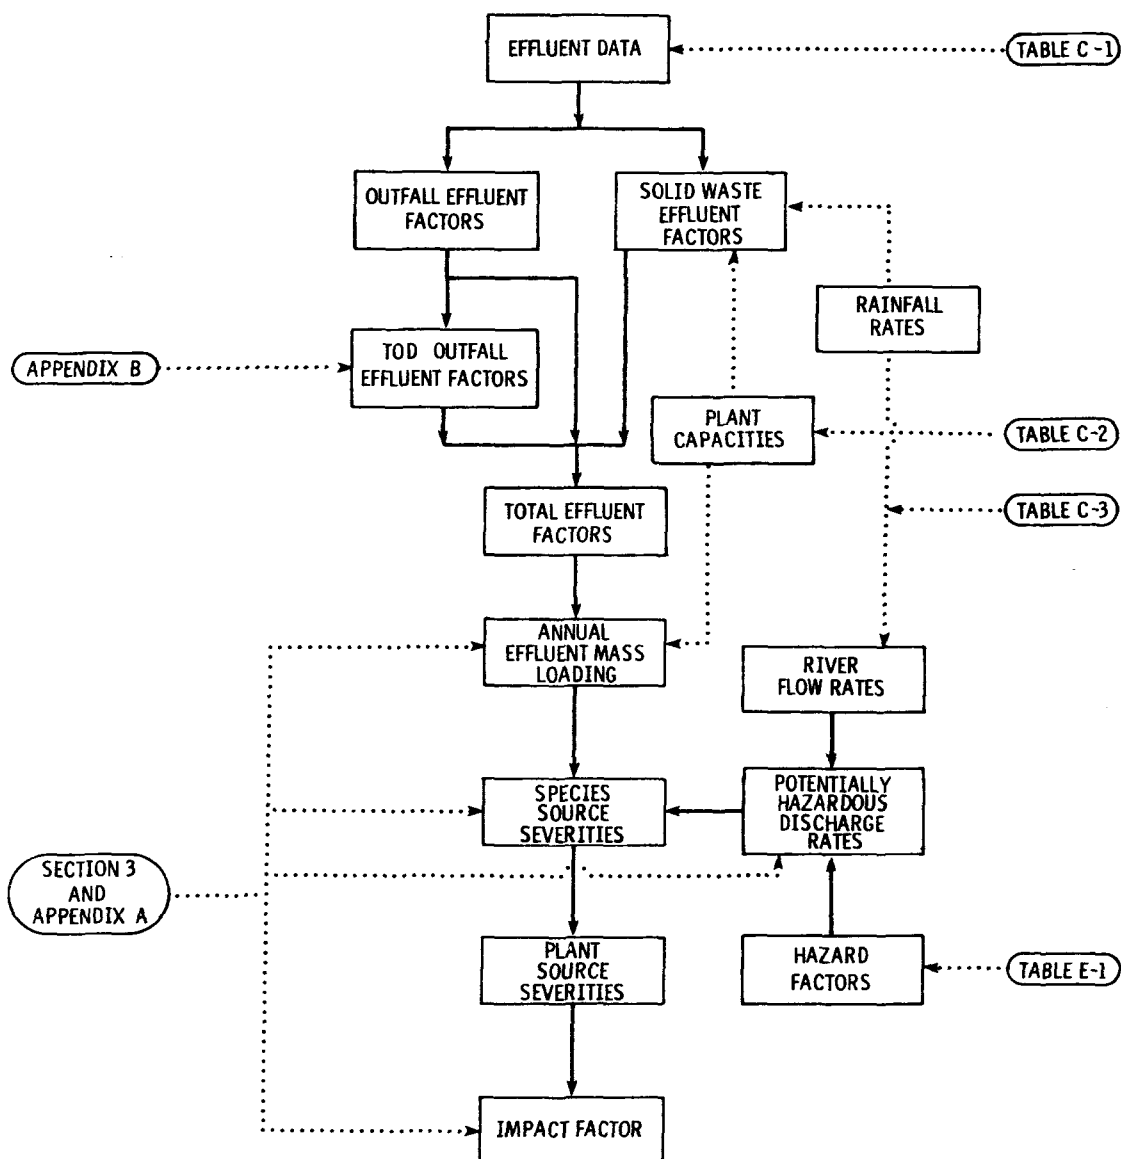 EFFLUENT DATA
TABLE C-1
OUTFALL EFFLUENT
FACTORS
SOLID WASTE
EFFLUENT
FACTORS
RAINFALL
RATES
APPENDIX B
TOD OUTFALL
EFFLUENT FACTORS
PLANT
CAPACITIES
TABLE C-2
TOTAL EFFLUENT
FACTORS
TABLE C-3
ANNUAL
EFFLUENT MASS
LOADING
RIVER
FLOW RATES
SPECIES
SOURCE
SEVERITIES
POTENTIALLY
HAZARDOUS
DISCHARGE
RATES
SECTION 3
AND
APPENDIX A
PLANT
SOURCE
SEVERITIES
HAZARD
FACTORS
TABLE E-1
IMPACT FACTOR